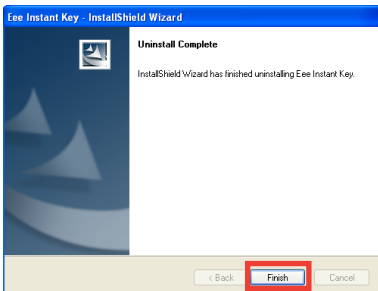 Eee Instant Key - InstallShield Wizard
Uninstall Complete
InstallShield Wizard has finished uninstalling Eee Instant Key.
< Back Finish Cancel